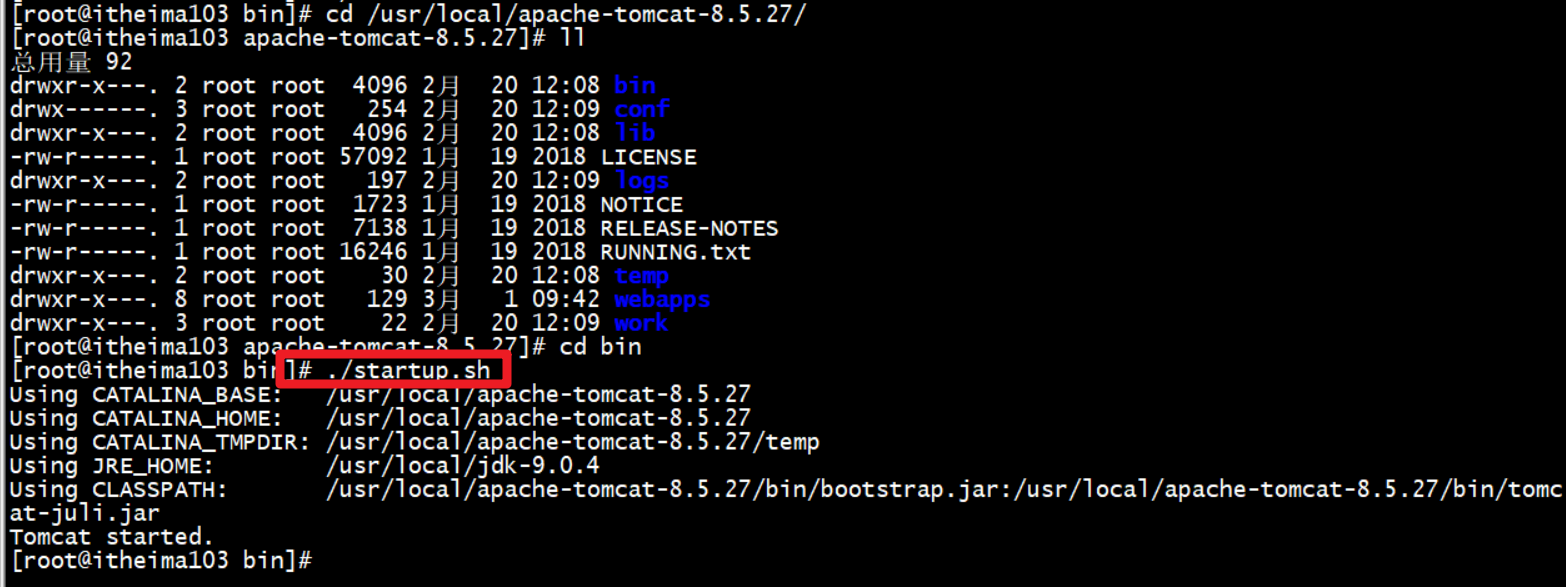 [root@itheima103 bin]# cd /usr/local/apache-tomcat-8.5.27/
[root@itheima103 apache-tomcat-8.5.27]# ll
总用量 92
drwxr-x---. 2 root root  4096 2月  20 12:08 bin
drwx------. 3 root root   254 2月  20 12:09 conf
drwxr-x---. 2 root root  4096 2月  20 12:08 lib
-rw-r-----. 1 root root 57092 1月  19 2018 LICENSE
drwxr-x---. 2 root root   197 2月  20 12:09 logs
-rw-r-----. 1 root root  1723 1月  19 2018 NOTICE
-rw-r-----. 1 root root  7138 1月  19 2018 RELEASE-NOTES
-rw-r-----. 1 root root 16246 1月  19 2018 RUNNING.txt
drwxr-x---. 2 root root    30 2月  20 12:08 temp
drwxr-x---. 8 root root   129 3月   1 09:42 webapps
drwxr-x---. 3 root root    22 2月  20 12:09 work
[root@itheima103 apache-tomcat-8.5.27]# cd bin
[root@itheima103 bin]# ./startup.sh
Using CATALINA_BASE:   /usr/local/apache-tomcat-8.5.27
Using CATALINA_HOME:   /usr/local/apache-tomcat-8.5.27
Using CATALINA_TMPDIR: /usr/local/apache-tomcat-8.5.27/temp
Using JRE_HOME:        /usr/local/jdk-9.0.4
Using CLASSPATH:       /usr/local/apache-tomcat-8.5.27/bin/bootstrap.jar:/usr/local/apache-tomcat-8.5.27/bin/tomc
at-juli.jar
Tomcat started.
[root@itheima103 bin]#